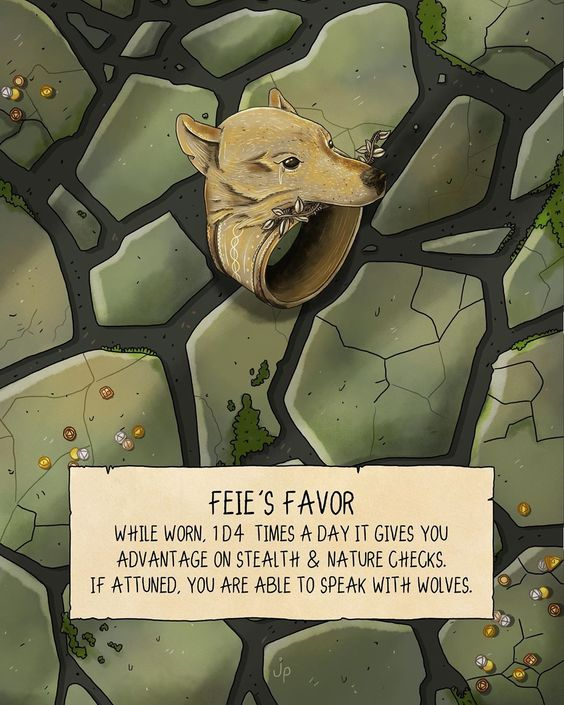 FEIE'S FAVOR
WHILE WORN, 1D4 TIMES A DAY IT GIVES YOU
ADVANTAGE ON STEALTH & NATURE CHECKS.
IF ATTUNED, YOU ARE ABLE TO SPEAK WITH WOLVES.
jp